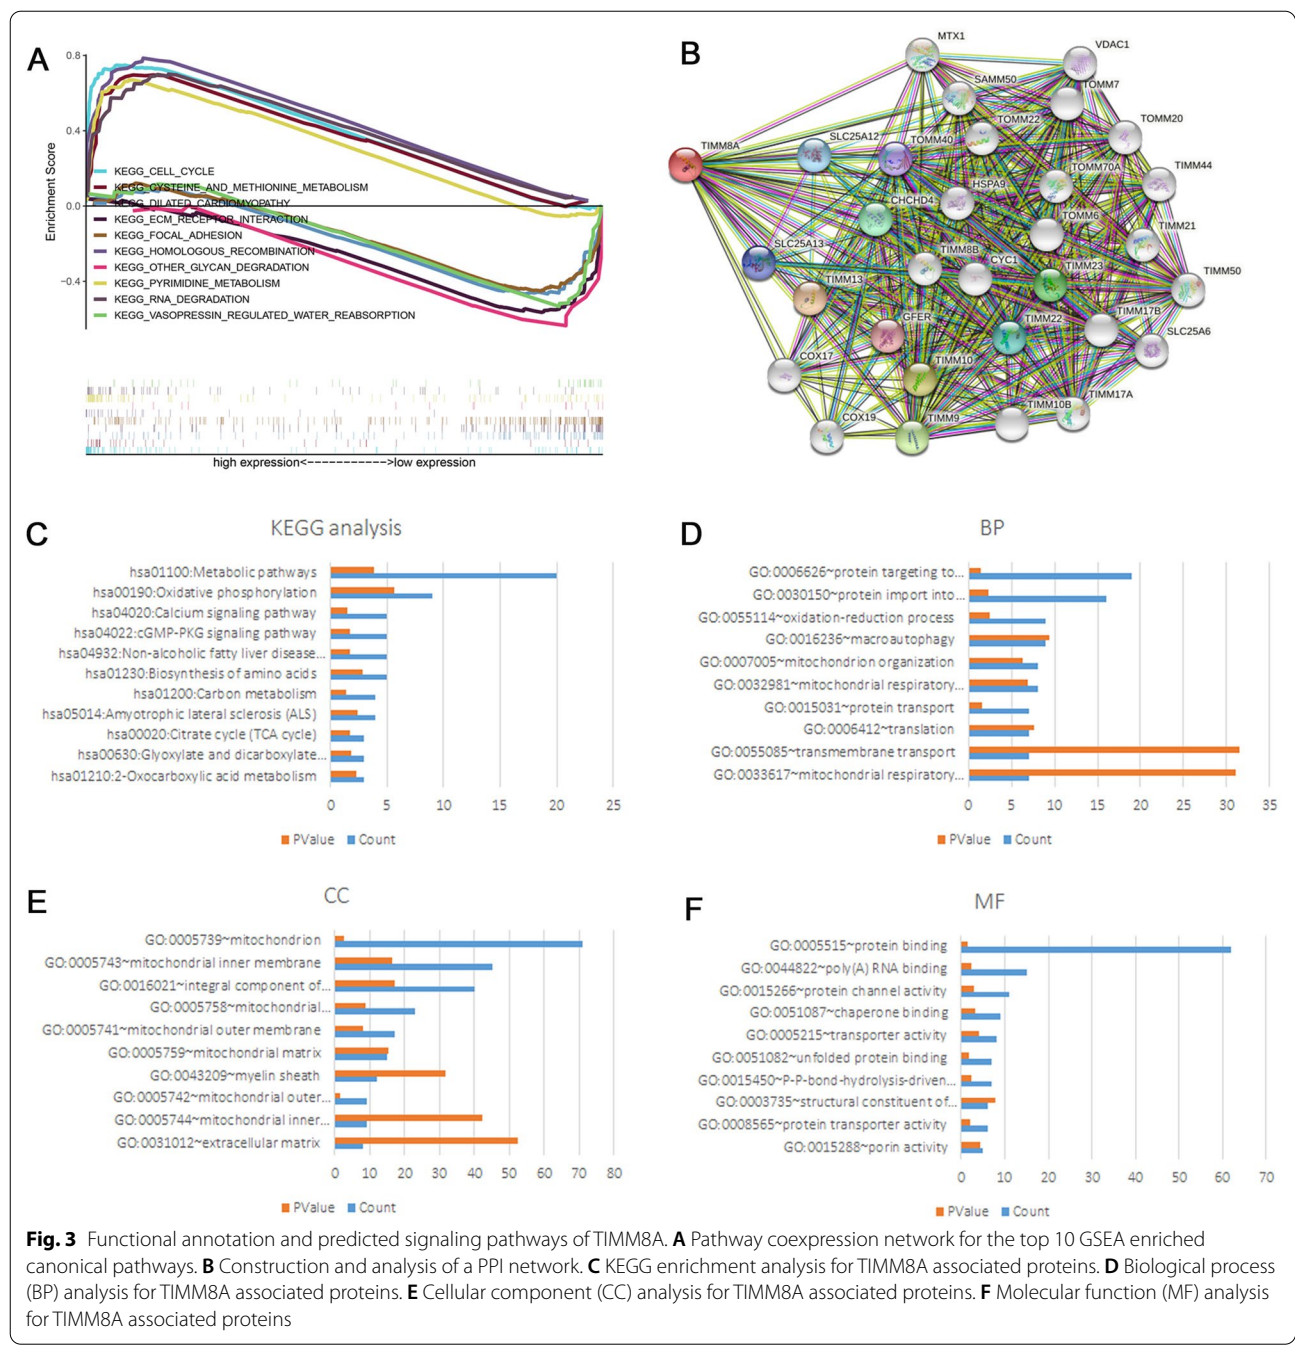 A
Enrichment Score
0.8
0.4
0.0
−0.4
KEGG_CELL_CYCLE
KEGG_CYSTEINE_AND_METHIONINE_METABOLISM
KEGG_DILATED_CARDIOMYOPATHY
KEGG_ECM_RECEPTOR_INTERACTION
KEGG_FOCAL_ADHESION
KEGG_HOMOLOGOUS_RECOMBINATION
KEGG_OTHER_GLYCAN_DEGRADATION
KEGG_PYRIMIDINE_METABOLISM
KEGG_RNA_DEGRADATION
KEGG_VASOPRESSIN_REGULATED_WATER_REABSORPTION
high expression<------------>low expression
B
MTX1
VDAC1
SAMM50
TOMM7
TOMM22
TOMM20
SLC25A12
TOMM40
TIMM8A
TOMM70A
TIMM44
HSPA9
CHCHD4
TOMM6
TIMM21
SLC25A13
TIMM8B
CYC1
TIMM23
TIMM50
TIMM13
GFER
TIMM22
TIMM17B
SLC25A6
COX17
TIMM10
COX19
TIMM9
TIMM10B
TIMM17A
C
KEGG analysis
hsa01100:Metabolic pathways
hsa00190:Oxidative phosphorylation
hsa04020:Calcium signaling pathway
hsa04022:cGMP-PKG signaling pathway
hsa04932:Non-alcoholic fatty liver disease...
hsa01230:Biosynthesis of amino acids
hsa01200:Carbon metabolism
hsa05014:Amyotrophic lateral sclerosis (ALS)
hsa00020:Citrate cycle (TCA cycle)
hsa00630:Glyoxylate and dicarboxylate...
hsa01210:2-Oxocarboxylic acid metabolism
0 5 10 15 20 25
PValue Count
D
BP
GO:0006626~protein targeting to...
GO:0030150~protein import into...
GO:0055114~oxidation-reduction process
GO:0016236~macroautophagy
GO:0007005~mitochondrion organization
GO:0032981~mitochondrial respiratory...
GO:0015031~protein transport
GO:0006412~translation
GO:0055085~transmembrane transport
GO:0033617~mitochondrial respiratory...
0 5 10 15 20 25 30 35
PValue Count
E
CC
GO:0005739~mitochondrion
GO:0005743~mitochondrial inner membrane
GO:0016021~integral component of...
GO:0005758~mitochondrial...
GO:0005741~mitochondrial outer membrane
GO:0005759~mitochondrial matrix
GO:0043209~myelin sheath
GO:0005742~mitochondrial outer...
GO:0005744~mitochondrial inner...
GO:0031012~extracellular matrix
0 10 20 30 40 50 60 70 80
PValue Count
F
MF
GO:0005515~protein binding
GO:0044822~poly(A) RNA binding
GO:0015266~protein channel activity
GO:0051087~chaperone binding
GO:0005215~transporter activity
GO:0051082~unfolded protein binding
GO:0015450~P-P-bond-hydrolysis-driven...
GO:0003735~structural constituent of...
GO:0008565~protein transporter activity
GO:0015288~porin activity
0 10 20 30 40 50 60 70
PValue Count
Fig. 3 Functional annotation and predicted signaling pathways of TIMM8A. A Pathway coexpression network for the top 10 GSEA enriched
canonical pathways. B Construction and analysis of a PPI network. C KEGG enrichment analysis for TIMM8A associated proteins. D Biological process
(BP) analysis for TIMM8A associated proteins. E Cellular component (CC) analysis for TIMM8A associated proteins. F Molecular function (MF) analysis
for TIMM8A associated proteins